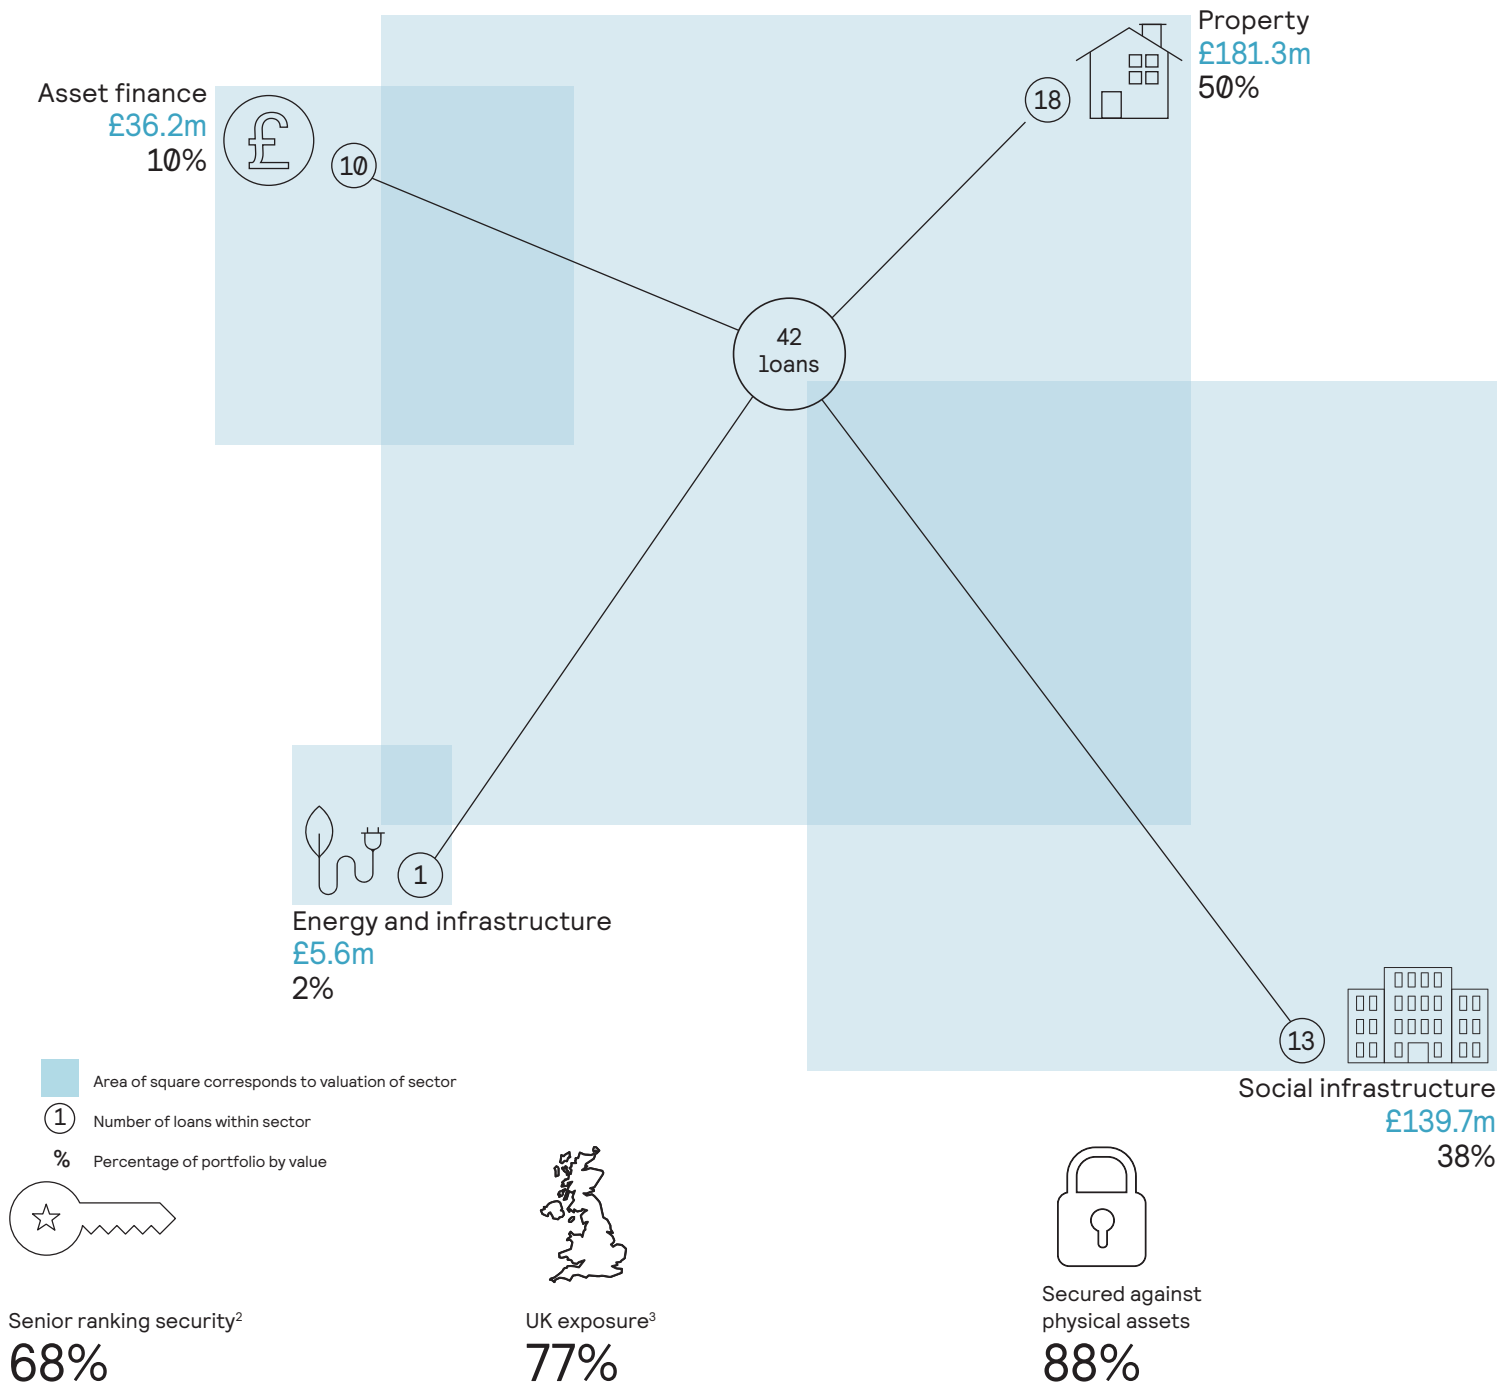 Property
£181.3m
50%
18
Asset finance
£36.2m
10%
£
10
42
loans
1
Energy and infrastructure
£5.6m
2%
13
Social infrastructure
£139.7m
38%
Area of square corresponds to valuation of sector
1
Number of loans within sector
%
Percentage of portfolio by value
Senior ranking security²
68%
UK exposure³
77%
Secured against
physical assets
88%